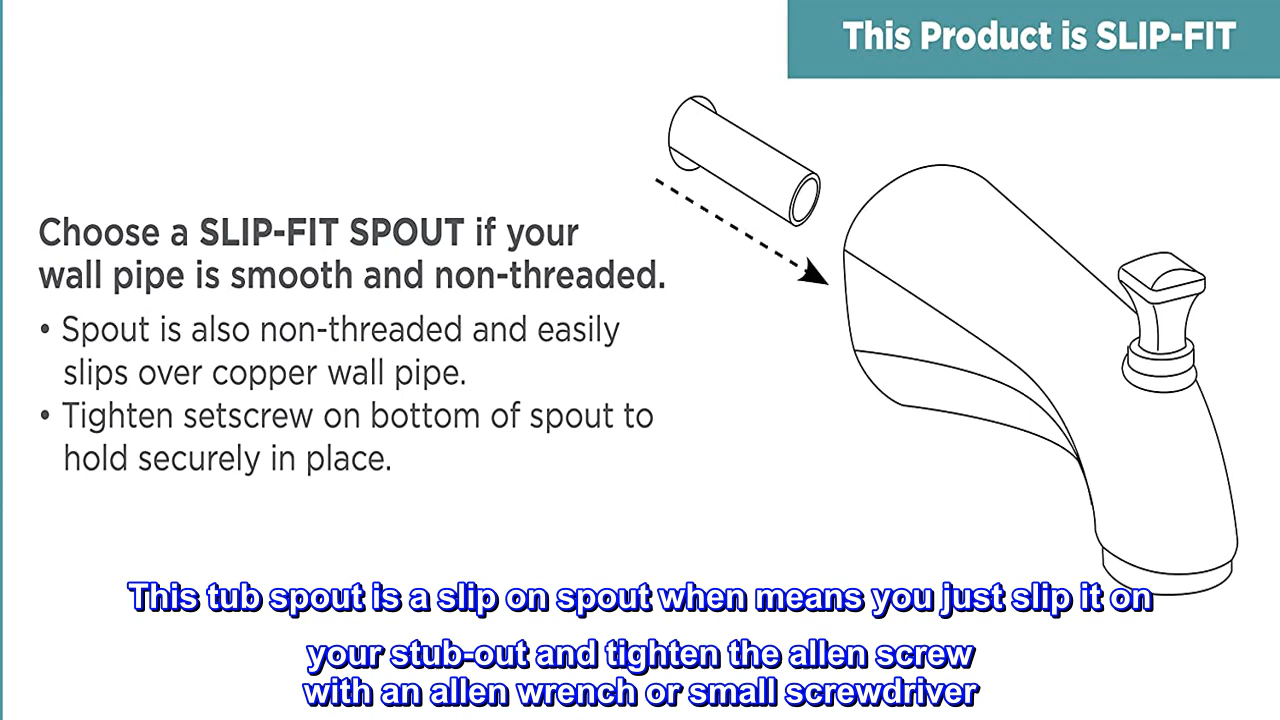 This Product is SLIP-FIT
Choose a SLIP-FIT SPOUT if your
wall pipe is smooth and non-threaded.
• Spout is also non-threaded and easily
slips over copper wall pipe.
• Tighten setscrew on bottom of spout to
hold securely in place.
This tub spout is a slip on spout when means you just slip it on
your stub-out and tighten the allen screw
with an allen wrench or small screwdriver